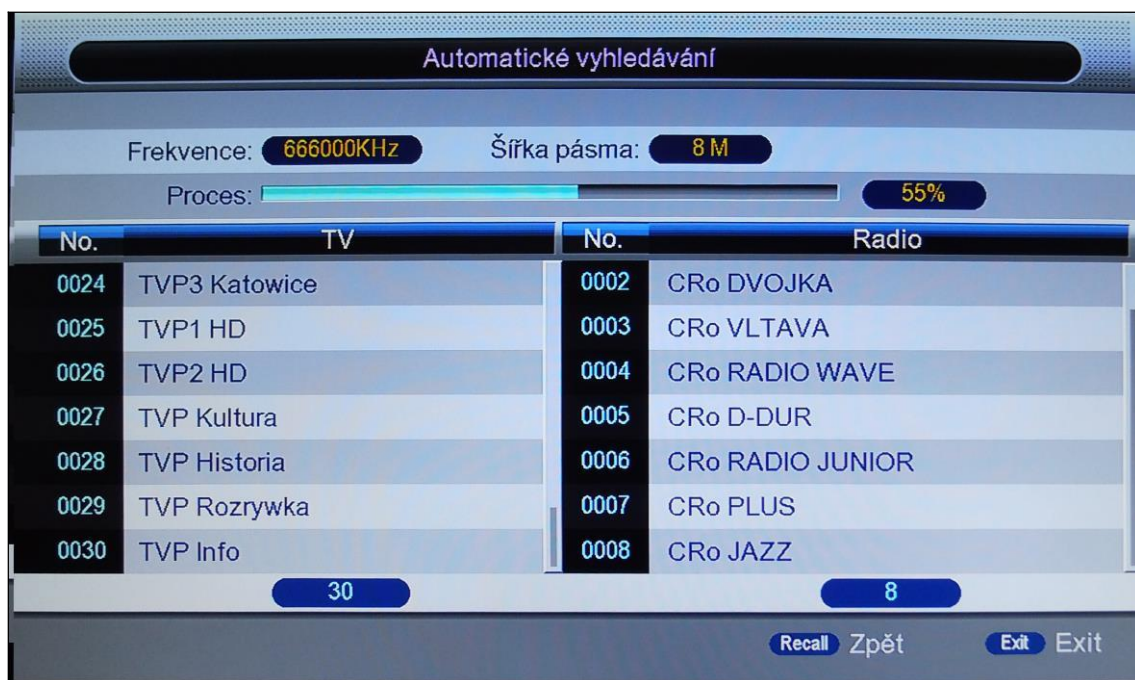 Automatické vyhledávání
Frekvence: 666000KHz Šířka pásma: 8 M
Proces: 55%
No. TV No. Radio
0024 TVP3 Katowice 0002 CRo DVOJKA
0025 TVP1 HD 0003 CRo VLTAVA
0026 TVP2 HD 0004 CRo RADIO WAVE
0027 TVP Kultura 0005 CRo D-DUR
0028 TVP Historia 0006 CRo RADIO JUNIOR
0029 TVP Rozrywka 0007 CRo PLUS
0030 TVP Info 0008 CRo JAZZ
30 8
Recall Zpět Exit Exit